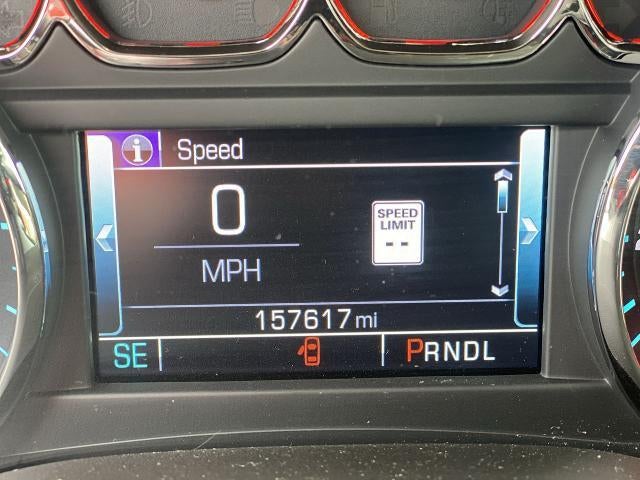 i Speed
0
MPH
SPEED
LIMIT
--
157617 mi
SE PRNDL